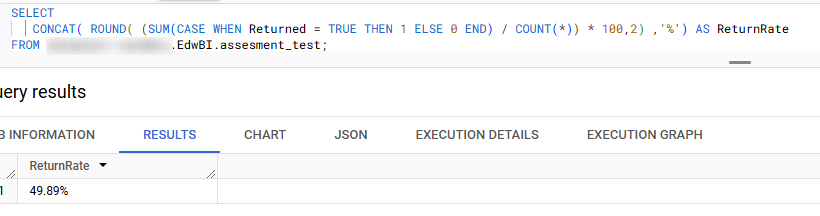 SELECT
CONCAT( ROUND( (SUM(CASE WHEN Returned = TRUE THEN 1 ELSE 0 END) / COUNT(*)) * 100,2) ,'%') AS ReturnRate
FROM .EdwBI.assesment_test;
uery results
B INFORMATION RESULTS CHART JSON EXECUTION DETAILS EXECUTION GRAPH
ReturnRate
1 49.89%